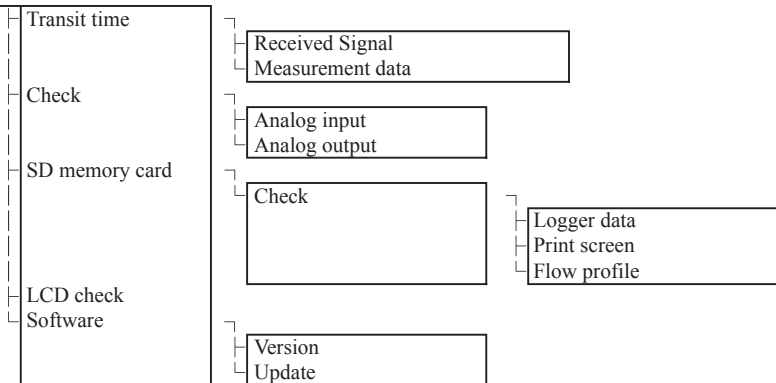 Transit time
Received Signal
Measurement data
Check
Analog input
Analog output
SD memory card
Check
Logger data
Print screen
Flow profile
LCD check
Software
Version
Update